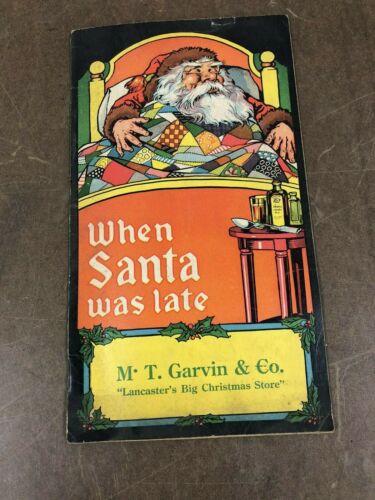 When
Santa
was late
M. T. Garvin & Co.
"Lancaster's Big Christmas Store"